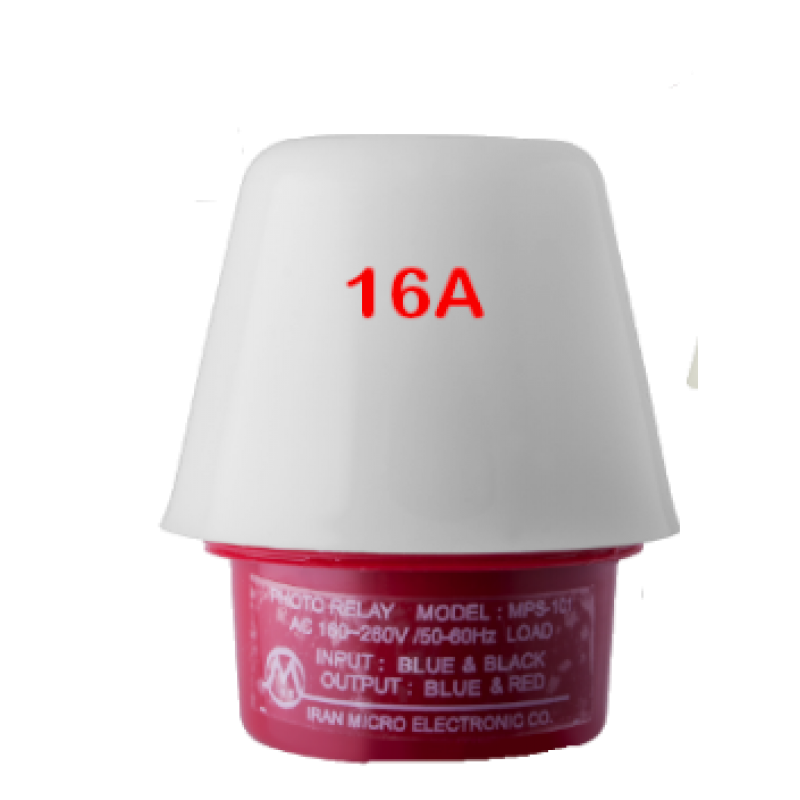 16A
PHOTO RELAY MODEL : MPS-101
AC 160~260V /50-60Hz LOAD
INPUT : BLUE & BLACK
OUTPUT : BLUE & RED
IRAN MICRO ELECTRONIC CO.